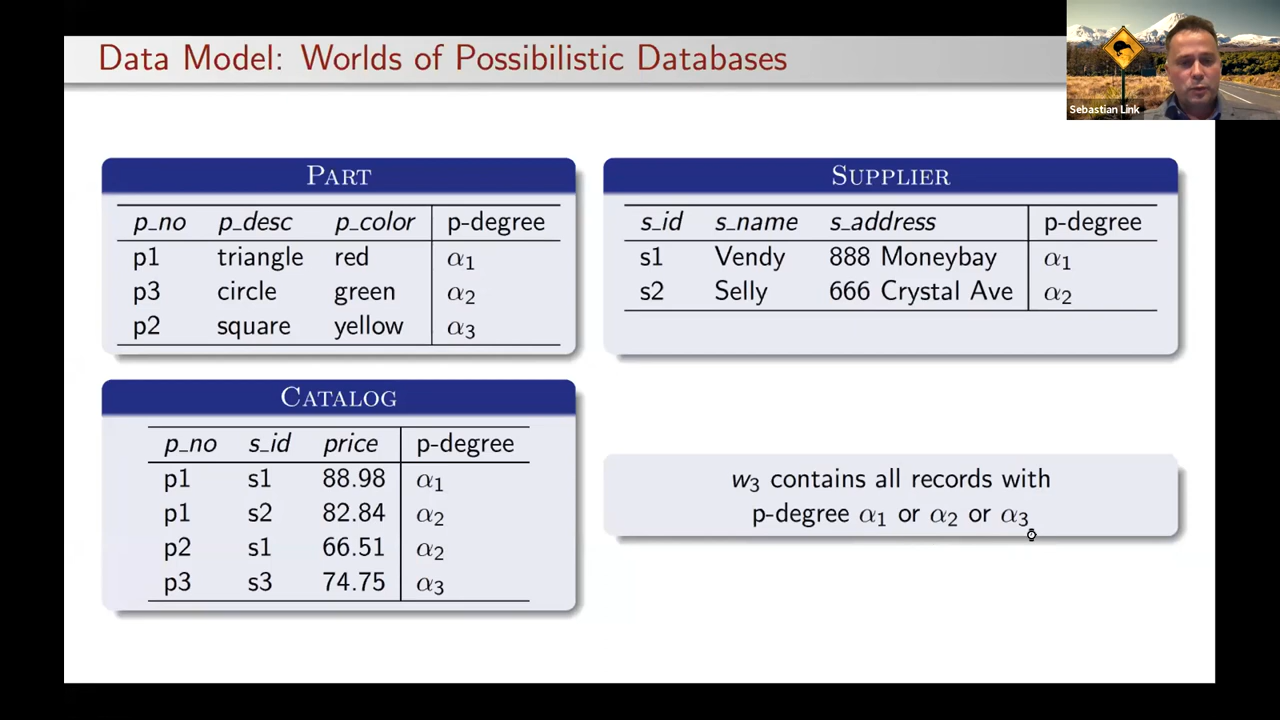 Data Model: Worlds of Possibilistic Databases
Sebastian Link
PART
p_no p_desc p_color p-degree
p1 triangle red α₁
p3 circle green α₂
p2 square yellow α₃
SUPPLIER
s_id s_name s_address p-degree
s1 Vendy 888 Moneybay α₁
s2 Selly 666 Crystal Ave α₂
CATALOG
p_no s_id price p-degree
p1 s1 88.98 α₁
p1 s2 82.84 α₂
p2 s1 66.51 α₂
p3 s3 74.75 α₃
w₃ contains all records with
p-degree α₁ or α₂ or α₃